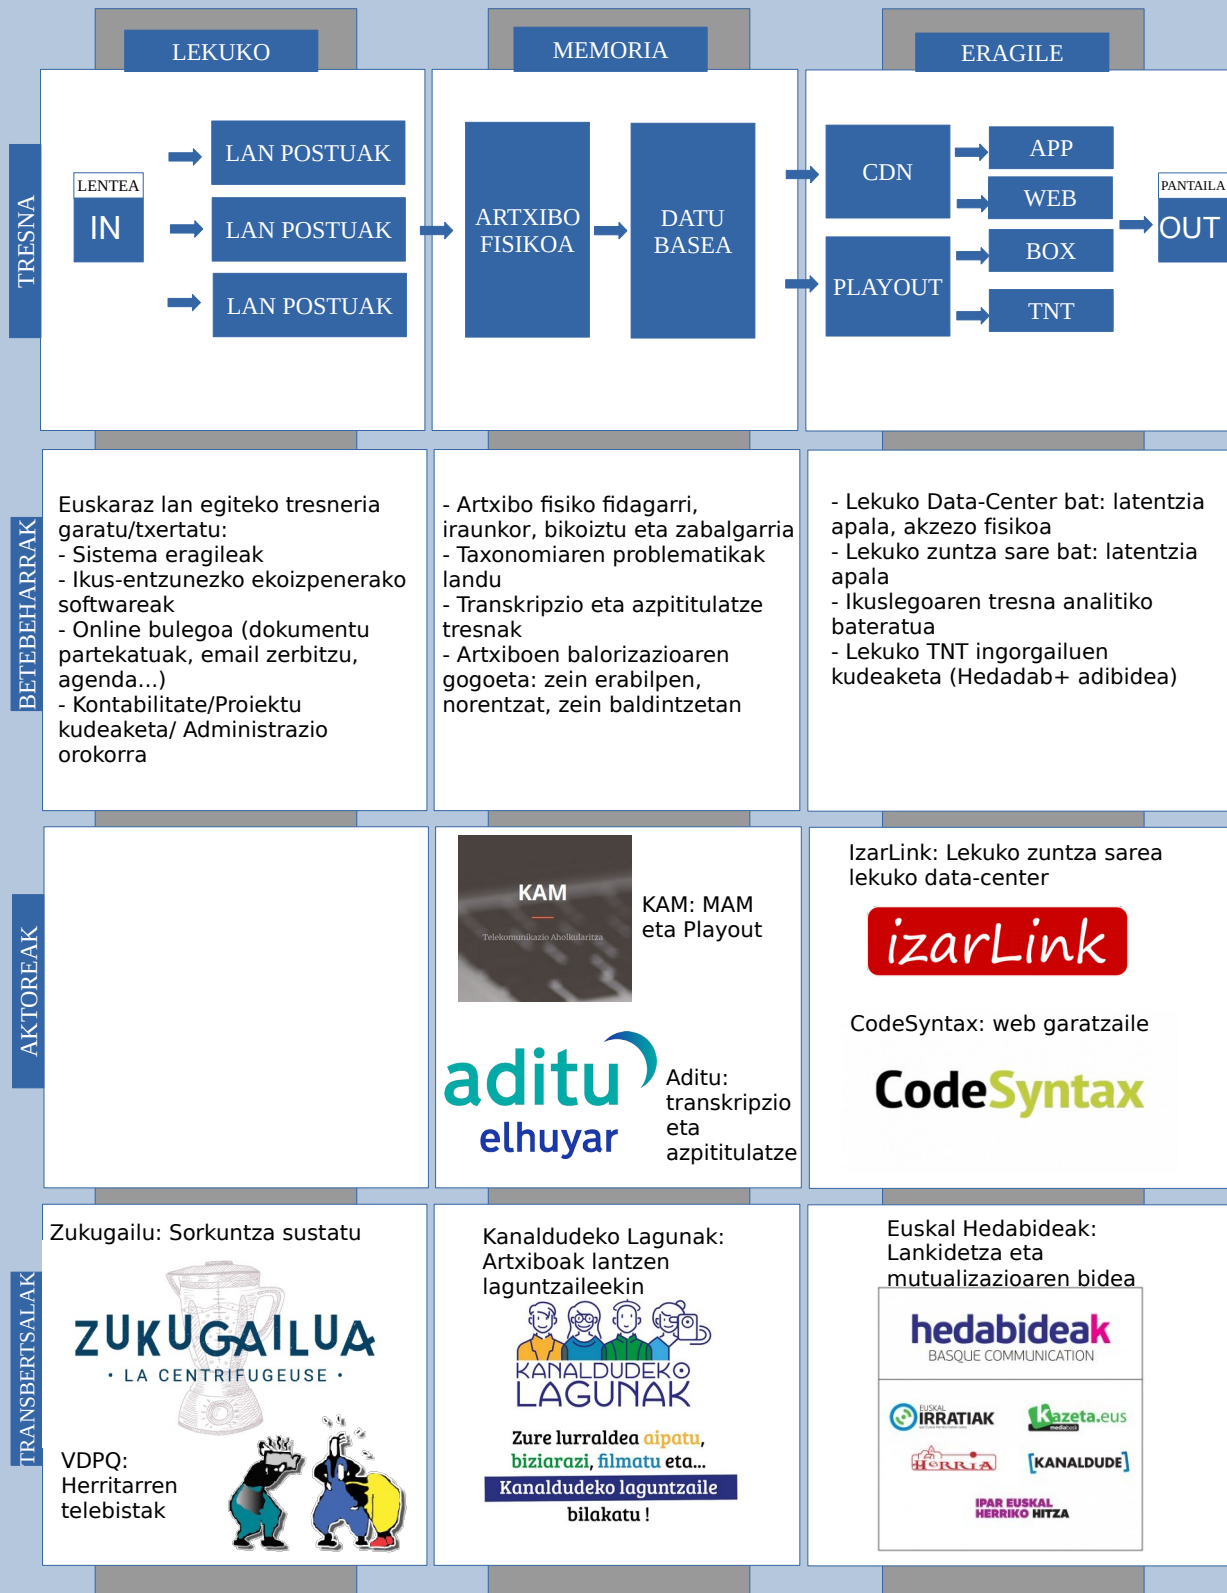 LEKUKO
MEMORIA
ERAGILE
TRESNA
LENTEA
IN
LAN POSTUAK
LAN POSTUAK
LAN POSTUAK
ARTXIBO
FISIKOA
DATU
BASEA
CDN
PLAYOUT
APP
WEB
BOX
TNT
PANTAILA
OUT
BETEBEHARRAK
Euskaraz lan egiteko tresneria
garatu/txertatu:
- Sistema eragileak
- Ikus-entzunezko ekoizpenerako
softwareak
- Online bulegoa (dokumentu
partekatuak, email zerbitzu,
agenda...)
- Kontabilitate/Proiektu
kudeaketa/ Administrazio
orokorra
- Artxibo fisiko fidagarri,
iraunkor, bikoiztu eta zabalgarria
- Taxonomiaren problematikak
landu
- Transkripzio eta azpititulatze
tresnak
- Artxiboen balorizazioaren
gogoeta: zein erabilpen,
norentzat, zein baldintzetan
- Lekuko Data-Center bat: latentzia
apala, akzezo fisikoa
- Lekuko zuntza sare bat: latentzia
apala
- Ikuslegoaren tresna analitiko
bateratua
- Lekuko TNT ingorgailuen
kudeaketa (Hedadab+ adibidea)
AKTOREAK
KAM
Telekomunikazio Aholkularitza
KAM: MAM
eta Playout
aditu
elhuyar
Aditu:
transkripzio
eta
azpititulatze
IzarLink: Lekuko zuntza sarea
lekuko data-center
izarLink
CodeSyntax: web garatzaile
CodeSyntax
TRANSBERTSALAK
Zukugailu: Sorkuntza sustatu
ZUKUGAILUA
• LA CENTRIFUGEUSE •
VDPQ:
Herritarren
telebistak
Kanaldudeko Lagunak:
Artxiboak lantzen
laguntzaileekin
KANALDUDEKO
LAGUNAK
Zure lurraldea aipatu,
biziarazi, filmatu eta...
Kanaldudeko laguntzaile
bilakatu !
Euskal Hedabideak:
Lankidetza eta
mutualizazioaren bidea
hedabideak
BASQUE COMMUNICATION
EUSKAL
IRRATIAK
Kazeta.eus
mediabask
HERRIA
[KANALDUDE]
IPAR EUSKAL
HERRIKO HITZA